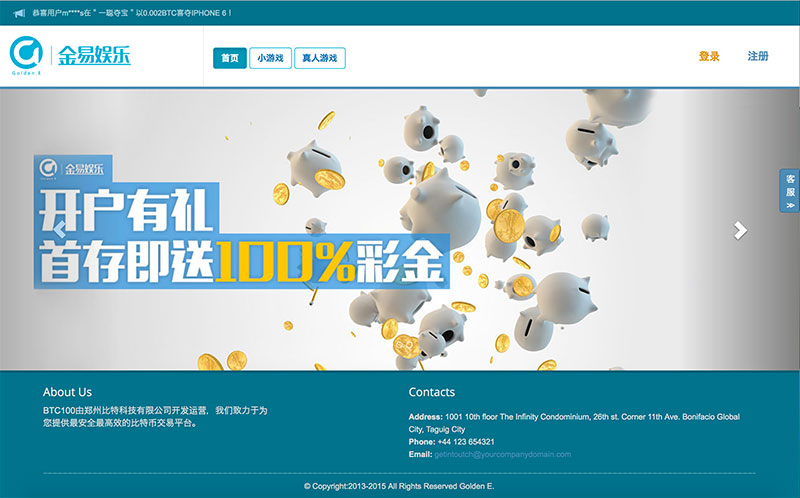 恭喜用户m****s在＂一聪夺宝＂以0.002BTC喜夺IPHONE 6！
Golden.E
金易娱乐
首页
小游戏
真人游戏
登录
注册
金易娱乐
开户有礼
首存即送100%彩金
客服
About Us
BTC100由郑州比特科技有限公司开发运营，我们致力于为
您提供最安全最高效的比特币交易平台。
Contacts
Address: 1001 10th floor The Infinity Condominium, 26th st. Corner 11th Ave. Bonifacio Global
City, Taguig City
Phone: +44 123 654321
Email: getintoutch@yourcompanydomain.com
© Copyright:2013-2015 All Rights Reserved Golden E.